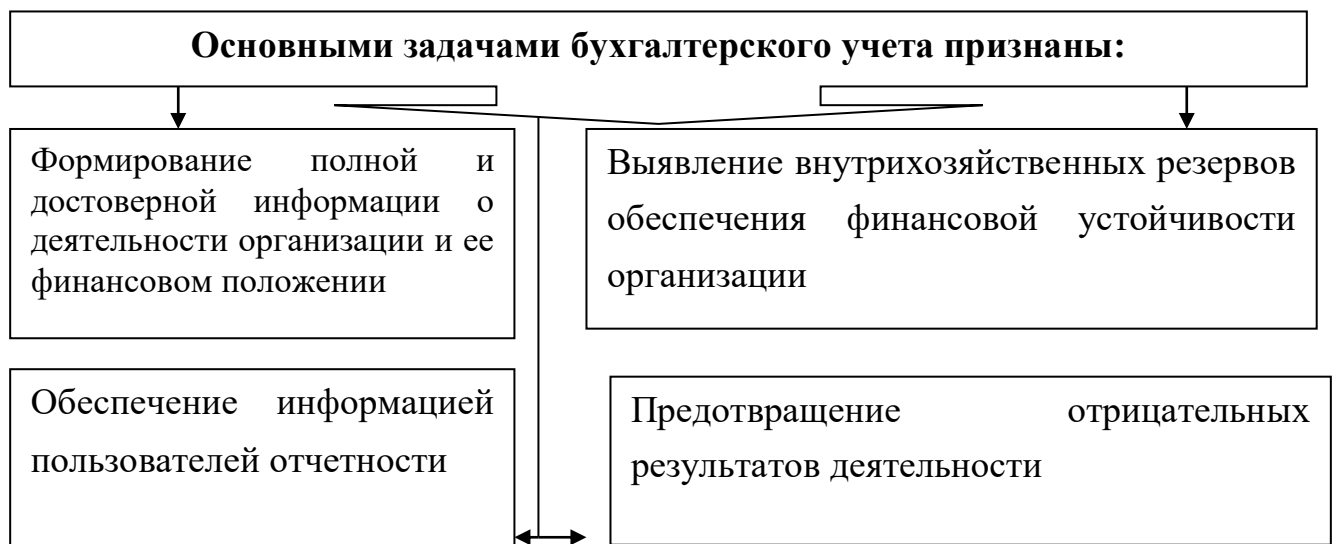 Основными задачами бухгалтерского учета признаны:
Формирование полной и
достоверной информации о
деятельности организации и ее
финансовом положении
Выявление внутрихозяйственных резервов
обеспечения финансовой устойчивости
организации
Обеспечение информацией
пользователей отчетности
Предотвращение отрицательных
результатов деятельности